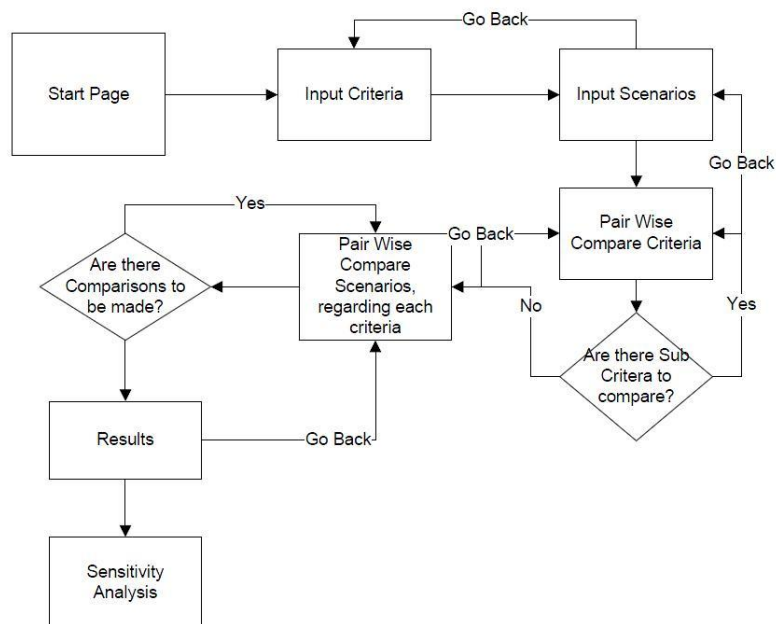 Go Back
Start Page
Input Criteria
Input Scenarios
Go Back
Yes
Pair Wise
Compare Criteria
Go Back
Pair Wise
Compare
Scenarios,
regarding each
criteria
Are there
Comparisons to
be made?
No
Yes
Are there Sub
Critera to
compare?
Results
Go Back
Sensitivity
Analysis